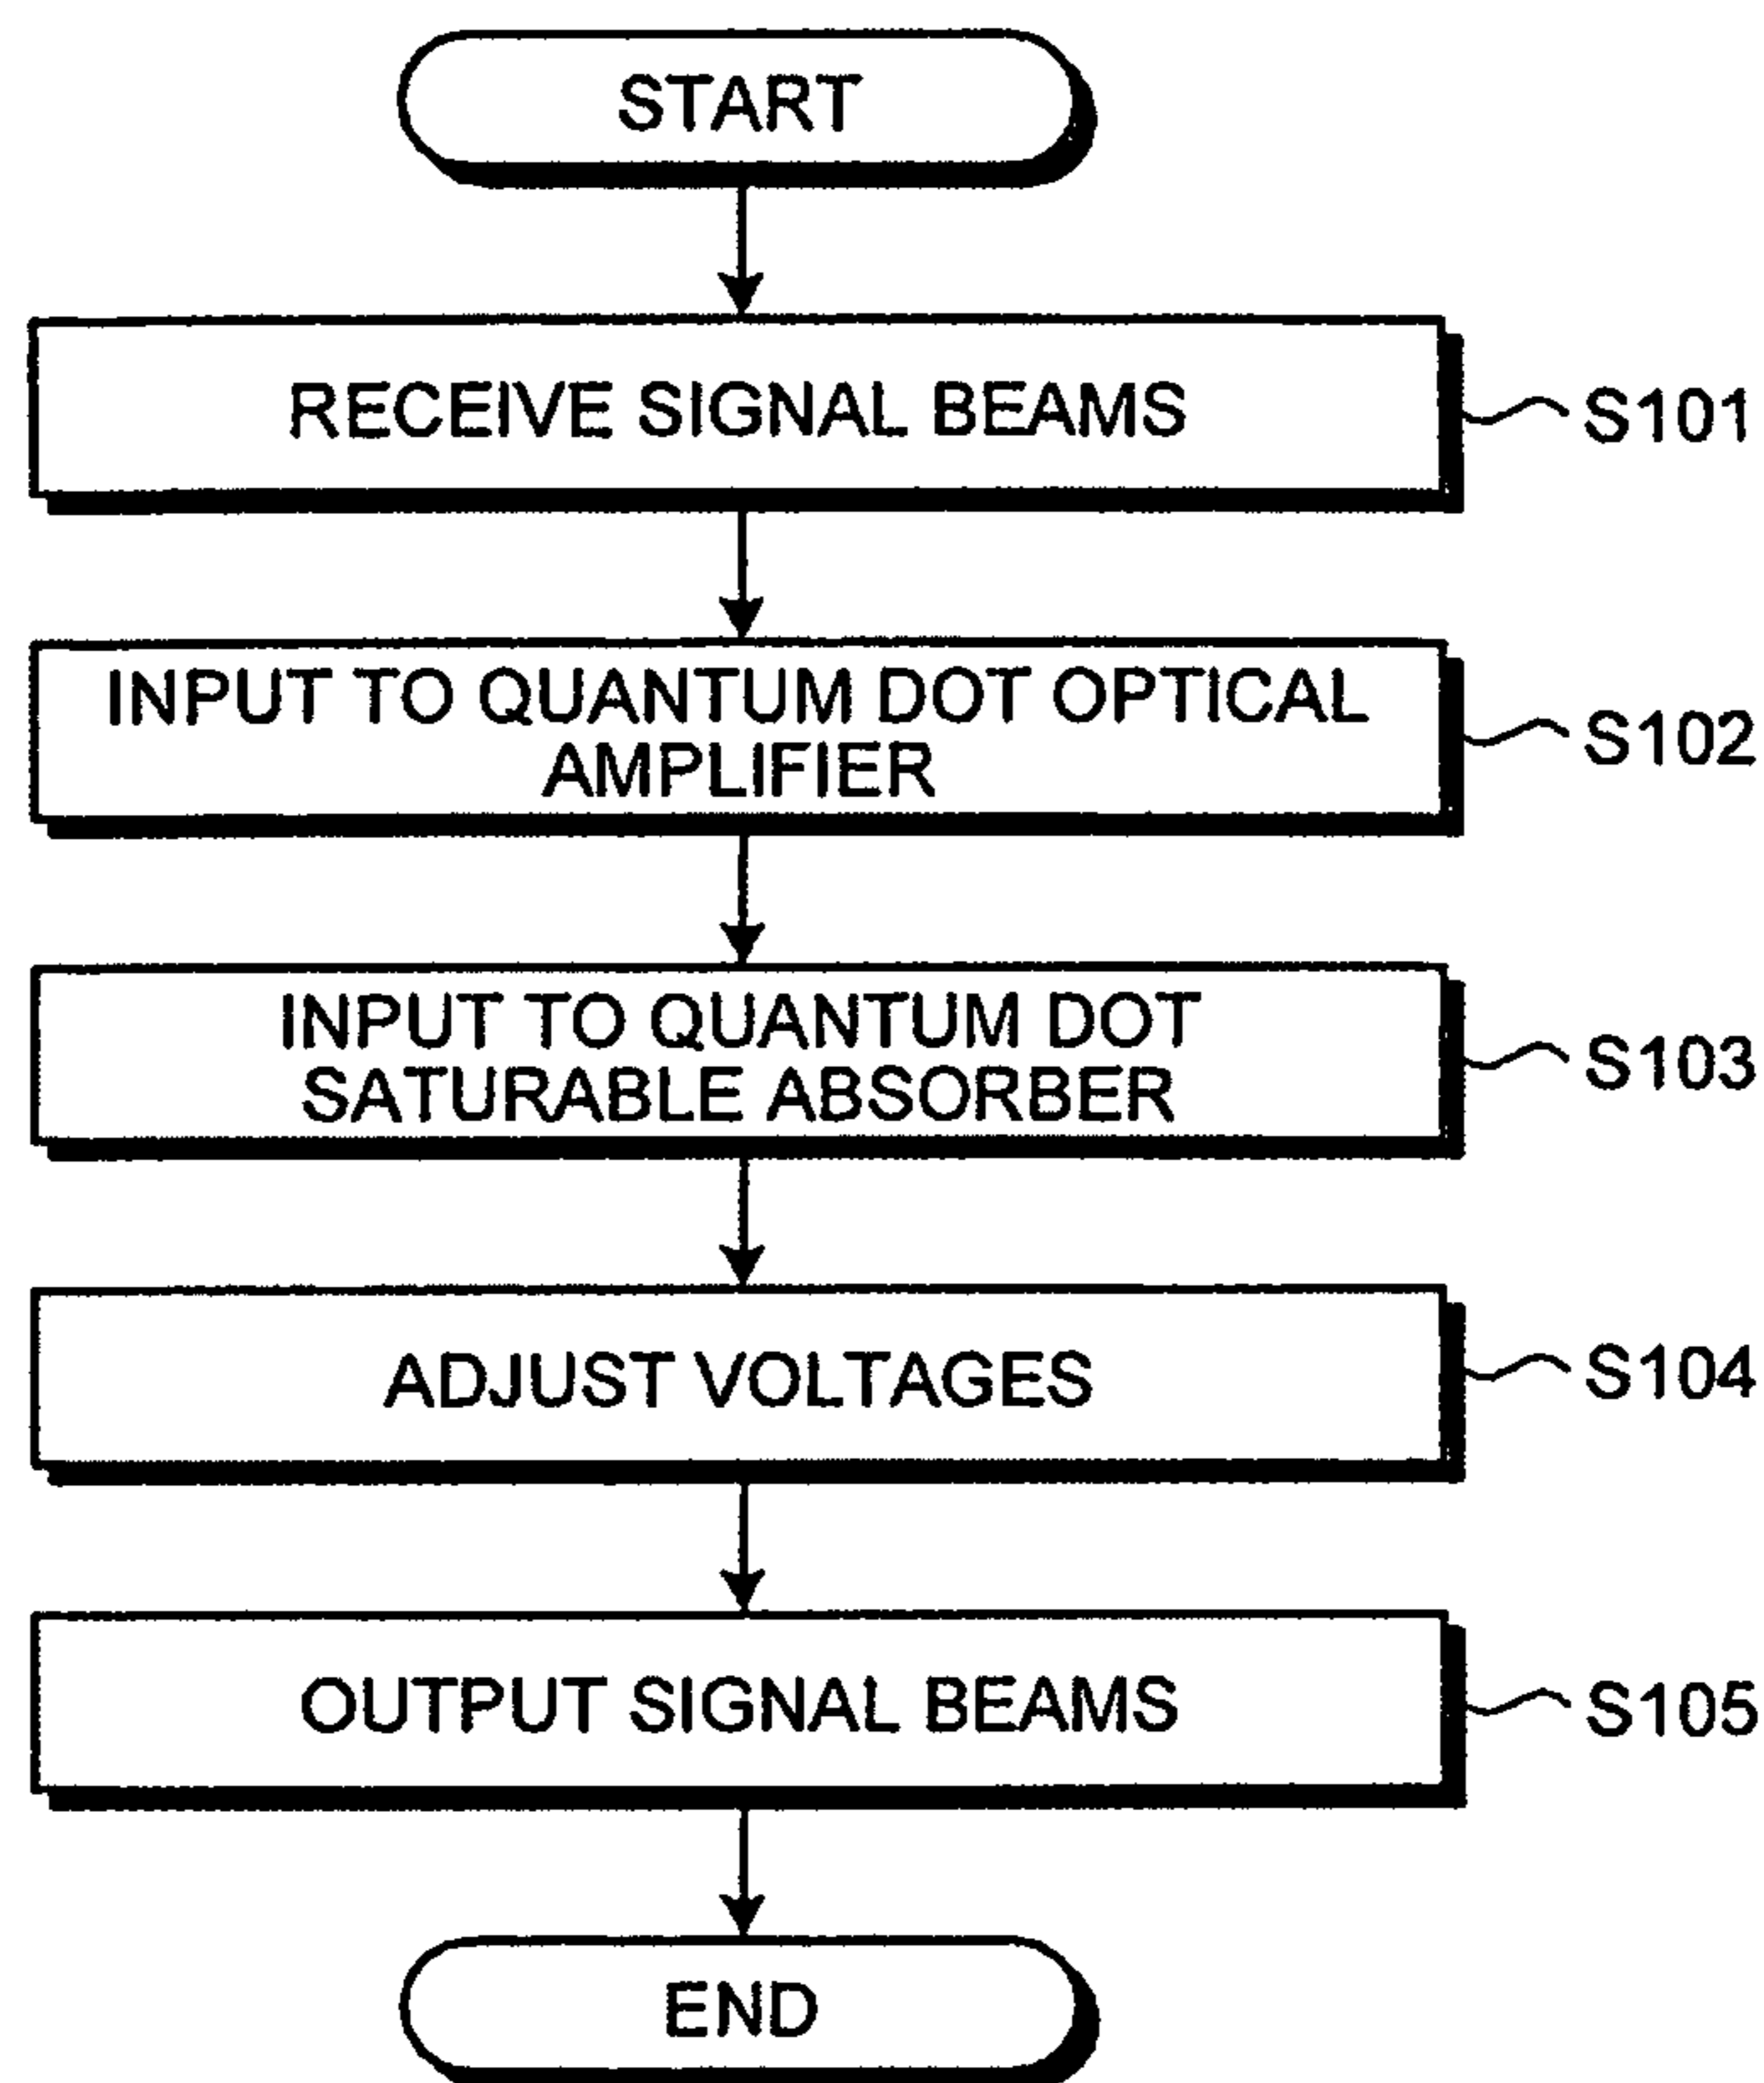 START
RECEIVE SIGNAL BEAMS
S101
INPUT TO QUANTUM DOT OPTICAL
AMPLIFIER
S102
INPUT TO QUANTUM DOT
SATURABLE ABSORBER
S103
ADJUST VOLTAGES
S104
OUTPUT SIGNAL BEAMS
S105
END